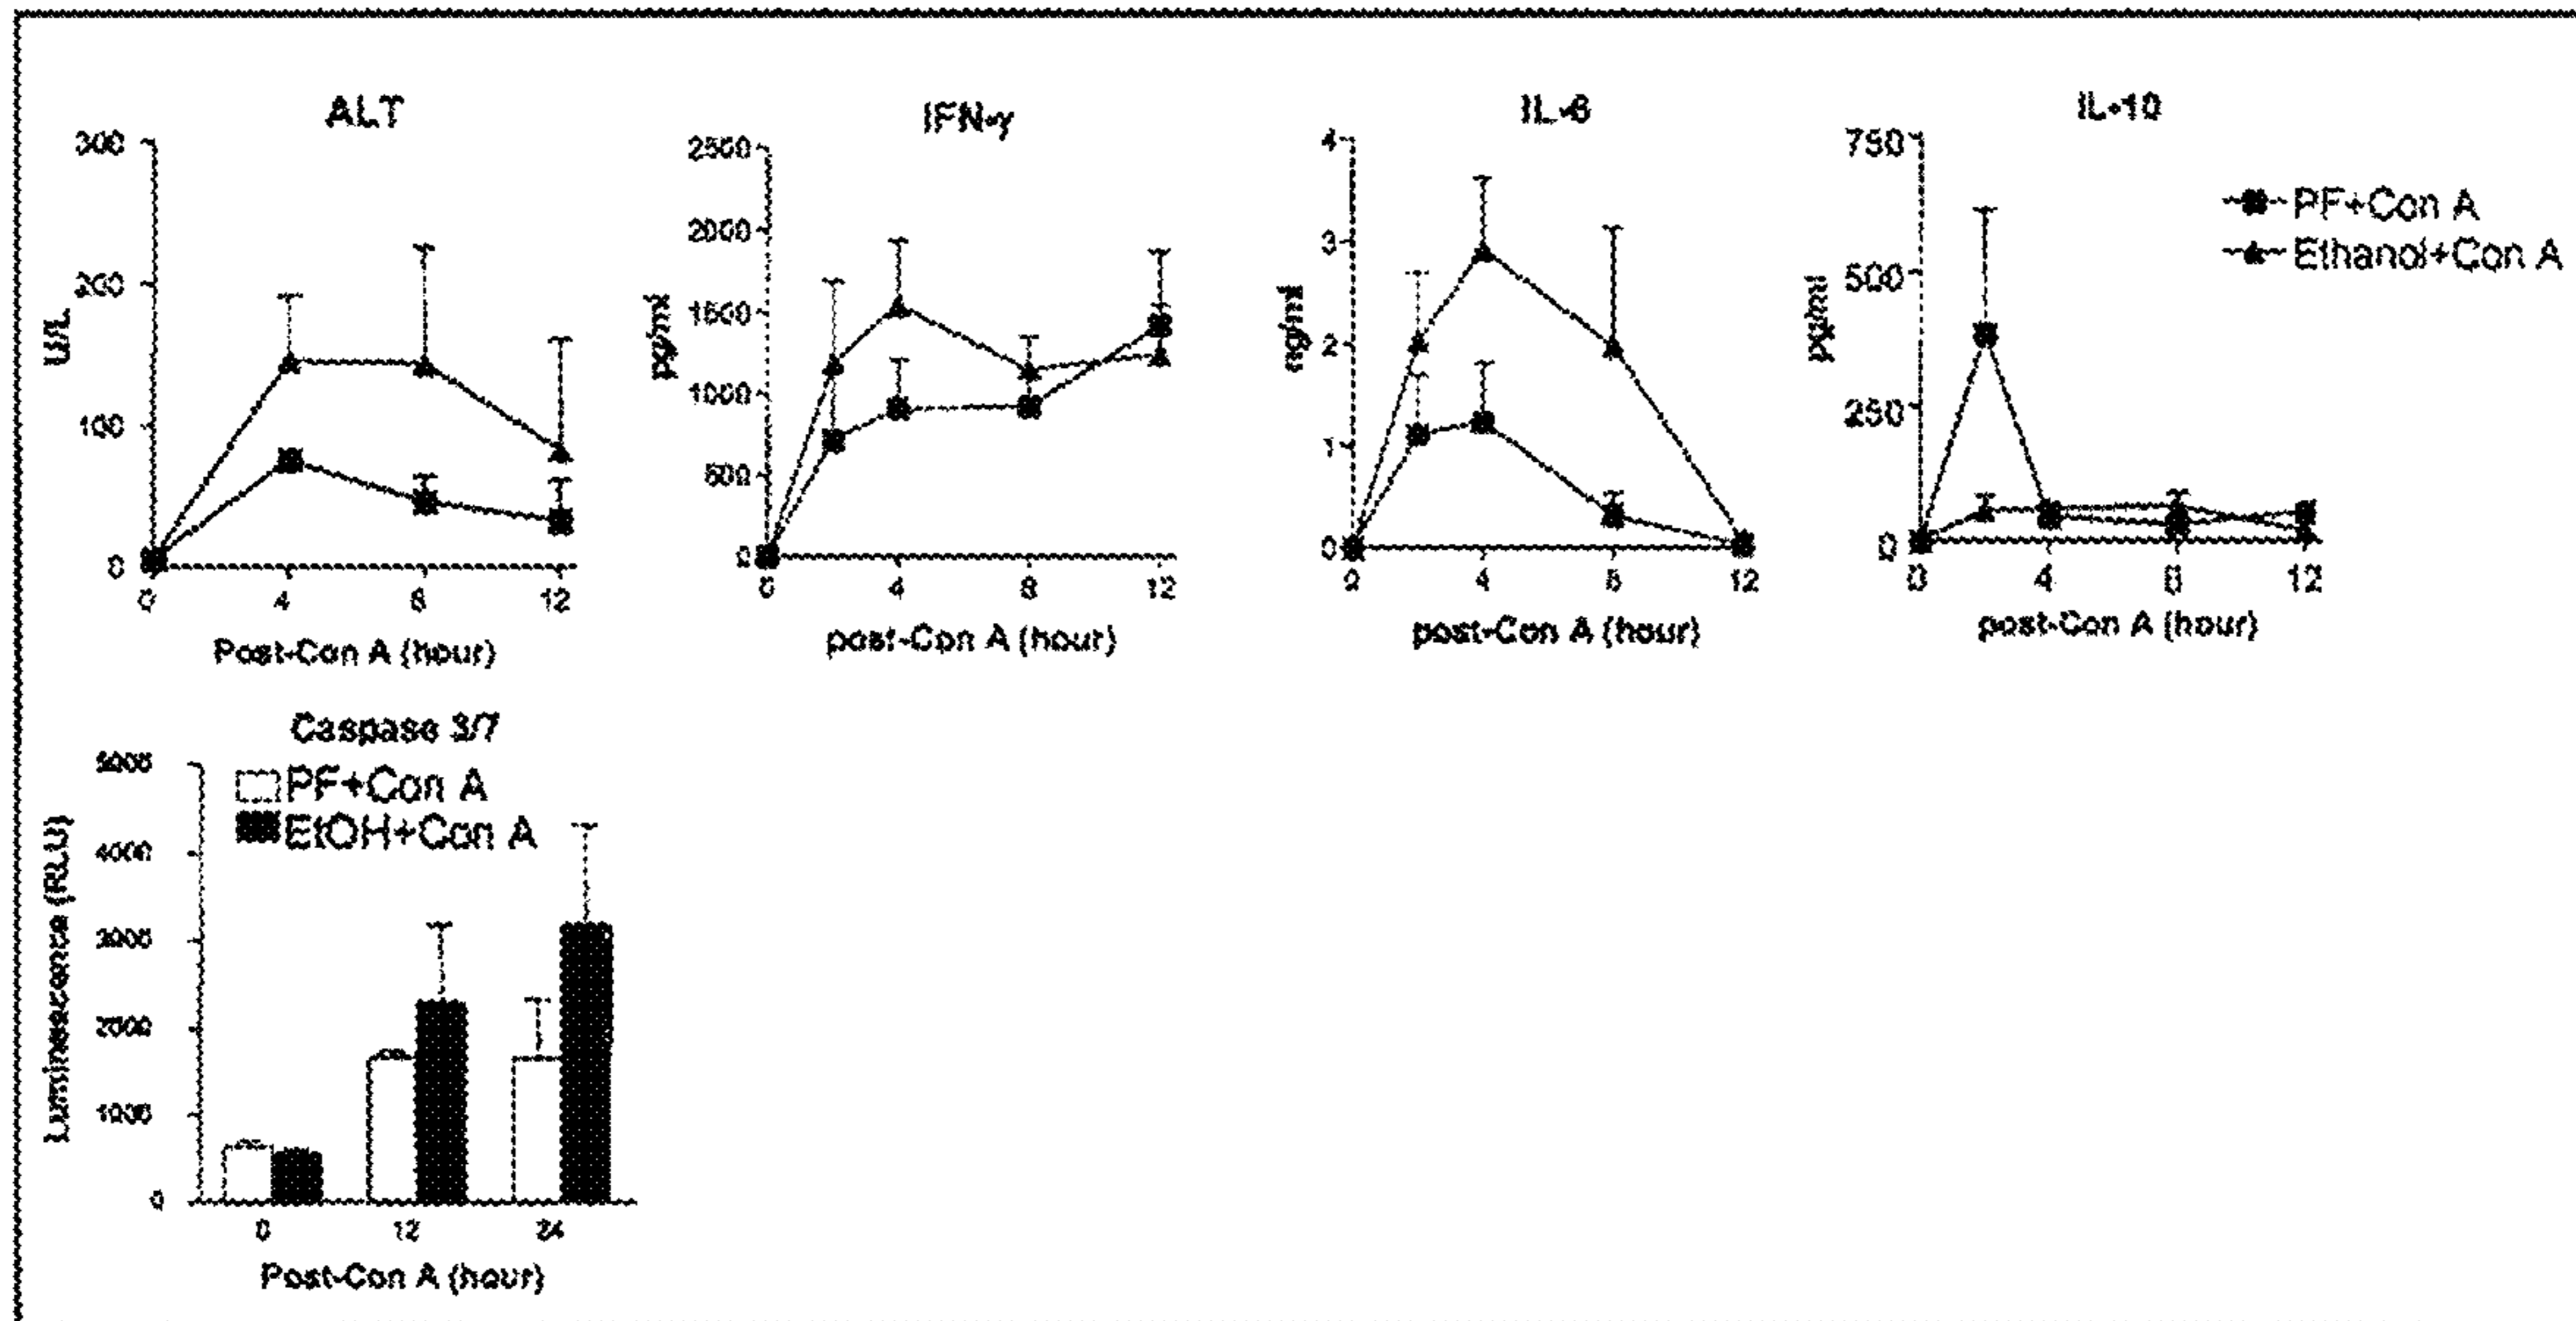 ALT
300
200
100
0
U/L
0 4 8 12
Post-Con A (hour)
IFN-γ
2500
2000
1500
1000
500
0
pg/ml
0 4 8 12
post-Con A (hour)
IL-6
4
3
2
1
0
ng/ml
0 4 8 12
post-Con A (hour)
IL-10
750
500
250
0
pg/ml
0 4 8 12
post-Con A (hour)
PF+Con A
Ethanol+Con A
Caspase 3/7
PF+Con A
EtOH+Con A
5000
4000
3000
2000
1000
0
Luminescence (RLU)
0 12 24
Post-Con A (hour)